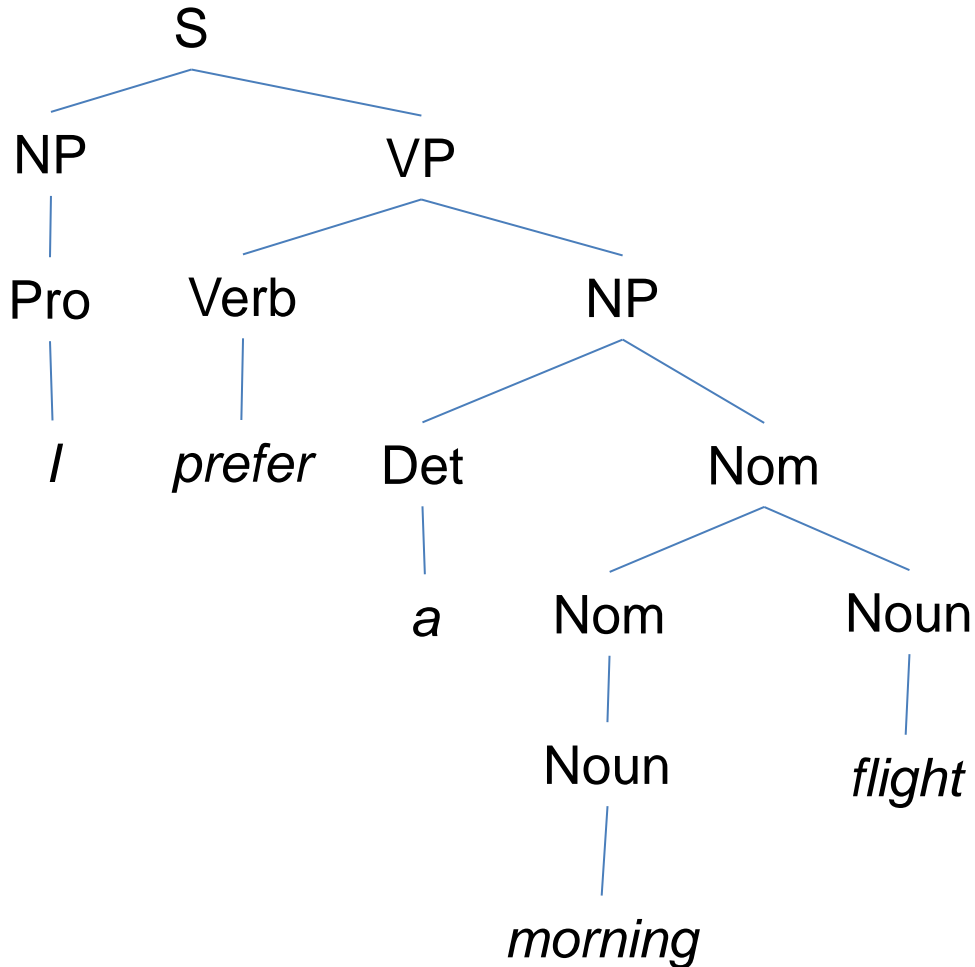 S
NP VP
Pro Verb NP
I prefer Det Nom
a Nom Noun
Noun flight
morning